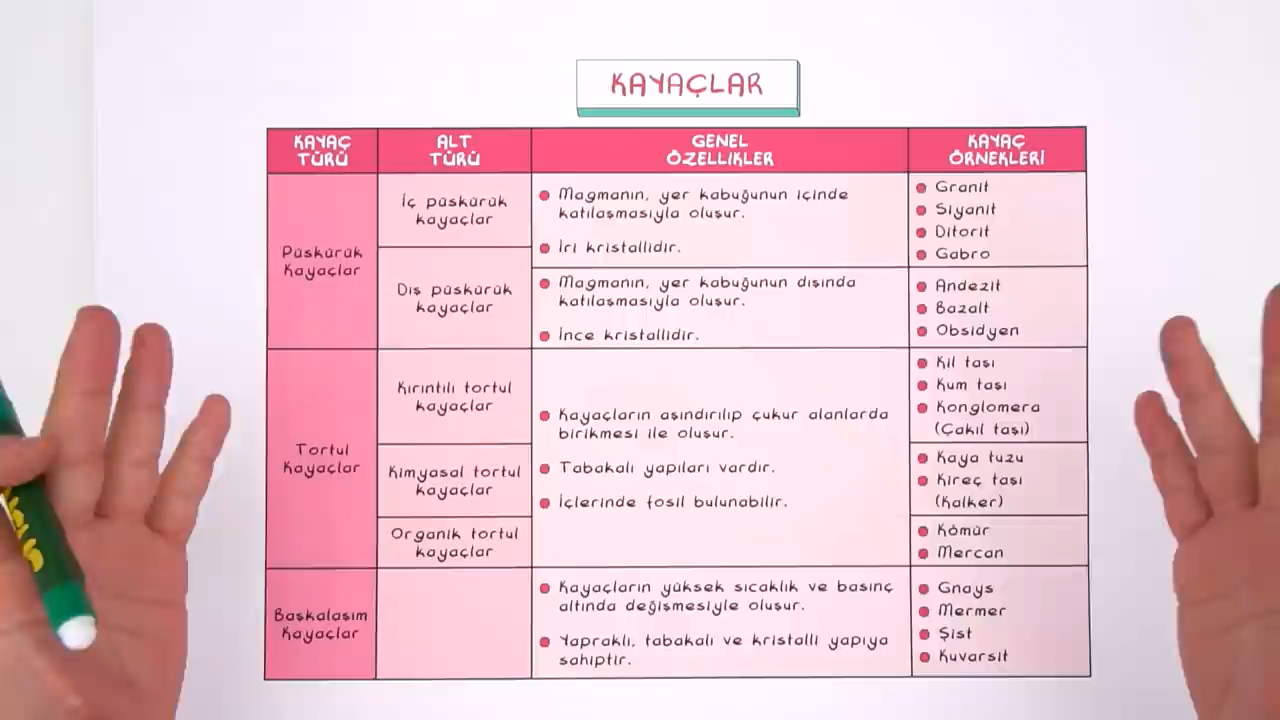 KAYAÇLAR
KAYAÇ
TÜRÜ
ALT
TÜRÜ
GENEL
ÖZELLİKLER
KAYAÇ
ÖRNEKLERİ
Püskürük
Kayaçlar
İç püskürük
kayaçlar
Magmanın, yer kabuğunun içinde
katılaşmasıyla oluşur.
İri kristallidir.
Granit
Siyanit
Ditorit
Gabro
Dış püskürük
kayaçlar
Magmanın, yer kabuğunun dışında
katılaşmasıyla oluşur.
İnce kristallidir.
Andezit
Bazalt
Obsidyen
Tortul
Kayaçlar
Kırıntılı tortul
kayaçlar
Kimyasal tortul
kayaçlar
Organik tortul
kayaçlar
Kayaçların aşındırılıp çukur alanlarda
birikmesi ile oluşur.
Tabakalı yapıları vardır.
İçlerinde fosil bulunabilir.
Kil taşı
Kum taşı
Konglomera
(Çakıl taşı)
Kaya tuzu
Kireç taşı
(Kalker)
Kömür
Mercan
Başkalaşım
Kayaçlar
Kayaçların yüksek sıcaklık ve basınç
altında değişmesiyle oluşur.
Yapraklı, tabakalı ve kristalli yapıya
sahiptir.
Gnays
Mermer
Şist
Kuvarsit